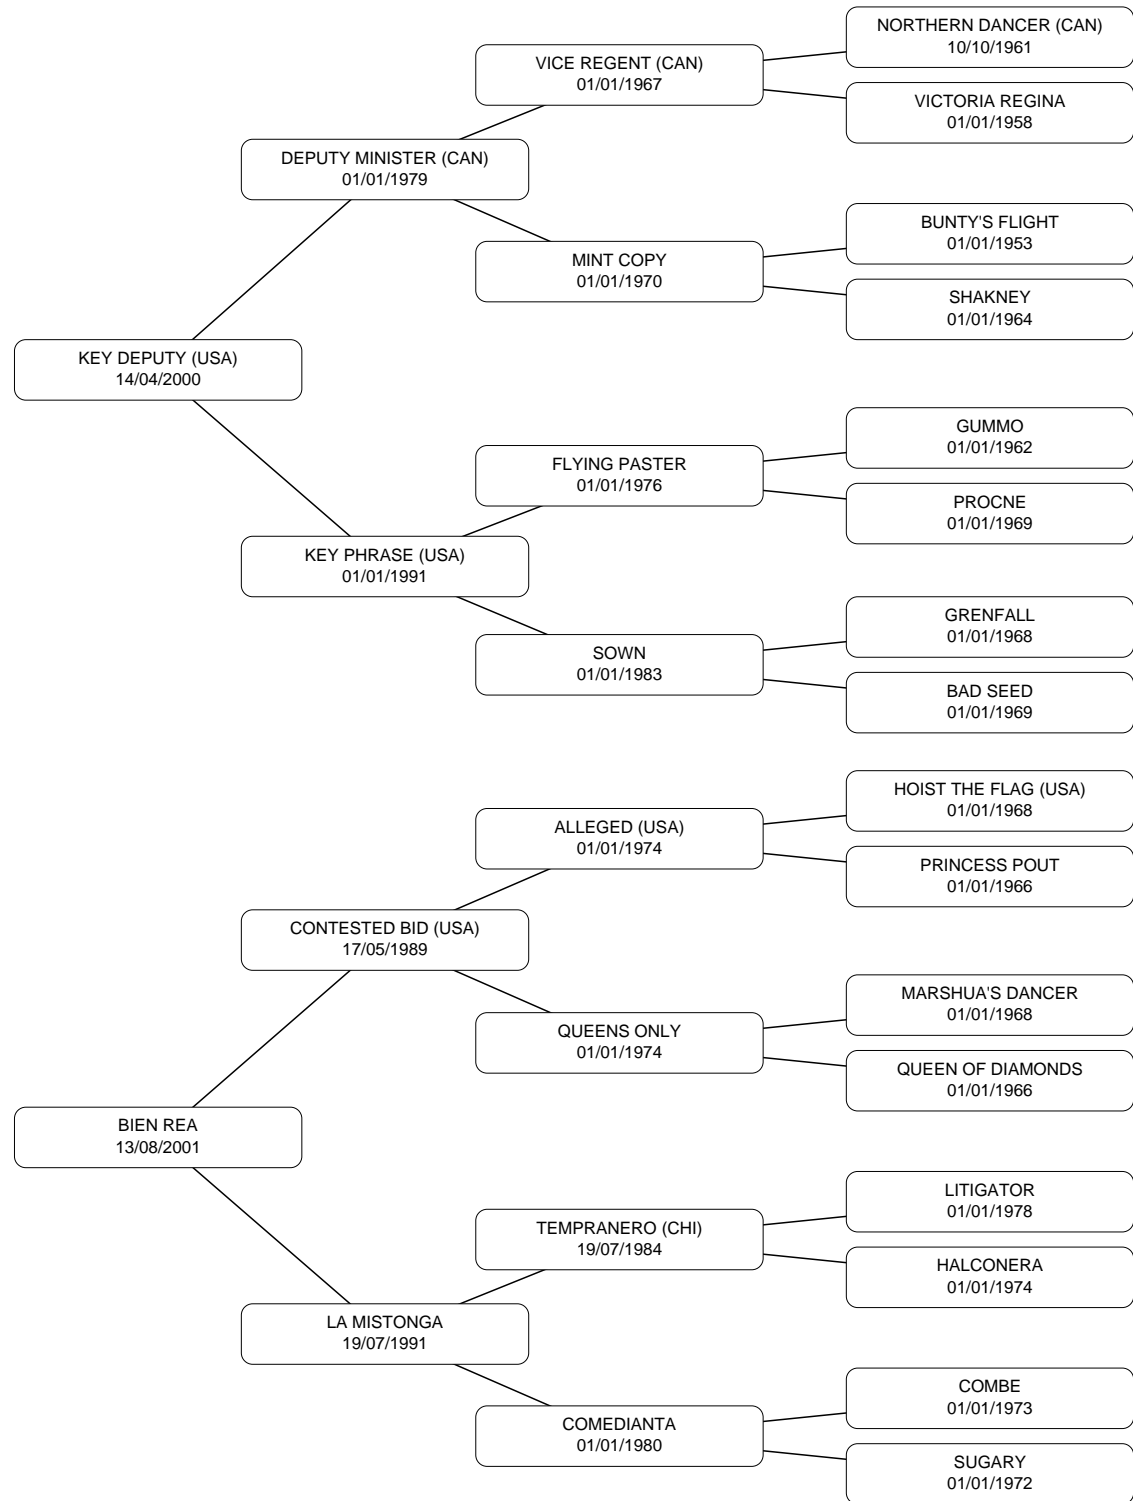 NORTHERN DANCER (CAN)
10/10/1961
VICE REGENT (CAN)
01/01/1967
VICTORIA REGINA
01/01/1958
DEPUTY MINISTER (CAN)
01/01/1979
BUNTY'S FLIGHT
01/01/1953
MINT COPY
01/01/1970
SHAKNEY
01/01/1964
KEY DEPUTY (USA)
14/04/2000
GUMMO
01/01/1962
FLYING PASTER
01/01/1976
PROCNE
01/01/1969
KEY PHRASE (USA)
01/01/1991
GRENFALL
01/01/1968
SOWN
01/01/1983
BAD SEED
01/01/1969
HOIST THE FLAG (USA)
01/01/1968
ALLEGED (USA)
01/01/1974
PRINCESS POUT
01/01/1966
CONTESTED BID (USA)
17/05/1989
MARSHUA'S DANCER
01/01/1968
QUEENS ONLY
01/01/1974
QUEEN OF DIAMONDS
01/01/1966
BIEN REA
13/08/2001
LITIGATOR
01/01/1978
TEMPRANERO (CHI)
19/07/1984
HALCONERA
01/01/1974
LA MISTONGA
19/07/1991
COMBE
01/01/1973
COMEDIANTA
01/01/1980
SUGARY
01/01/1972